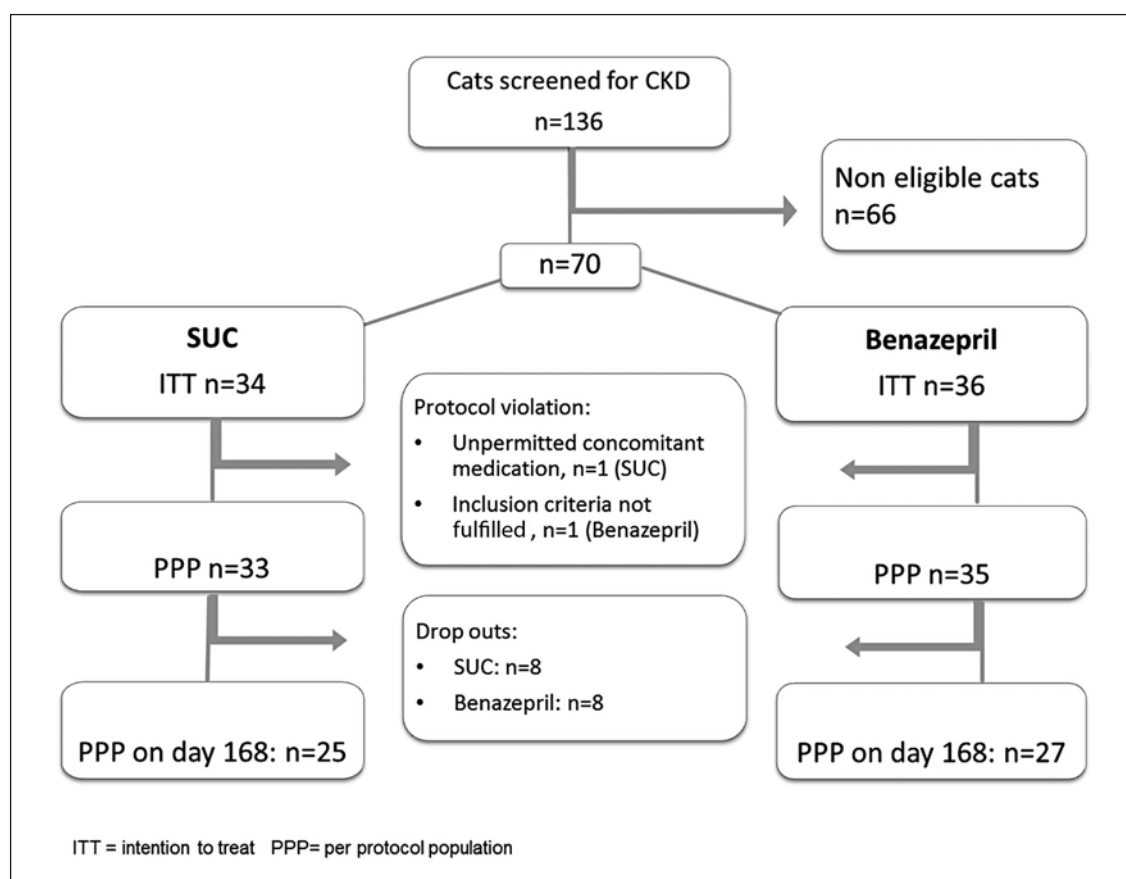 Cats screened for CKD
n=136
Non eligible cats
n=66
n=70
SUC
ITT n=34
Benazepril
ITT n=36
Protocol violation:
• Unpermitted concomitant
medication, n=1 (SUC)
• Inclusion criteria not
fulfilled , n=1 (Benazepril)
PPP n=33
PPP n=35
Drop outs:
• SUC: n=8
• Benazepril: n=8
PPP on day 168: n=25
PPP on day 168: n=27
ITT = intention to treat PPP= per protocol population